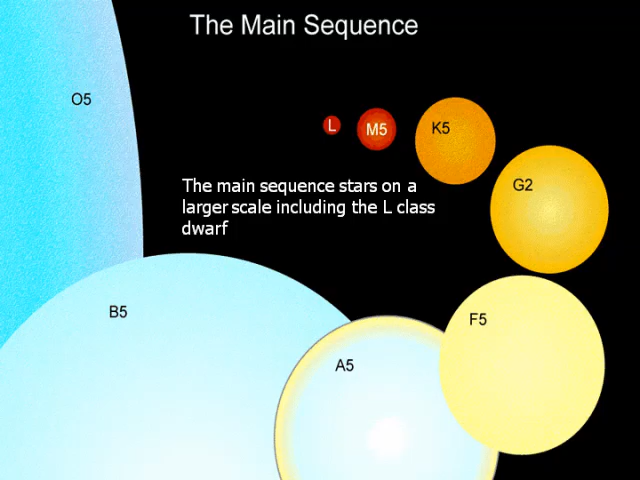 The Main Sequence
O5
L
M5
K5
The main sequence stars on a
larger scale including the L class
dwarf
G2
B5
F5
A5